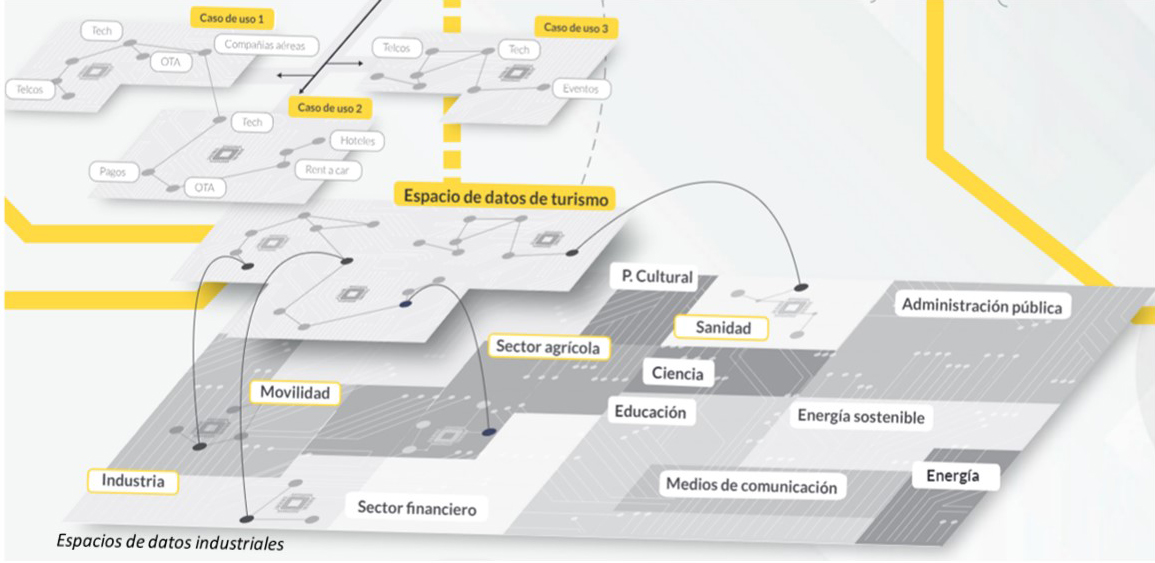 Caso de uso 1
Tech
Compañías aéreas
OTA
Telcos
Caso de uso 3
Telcos
Tech
Eventos
Caso de uso 2
Tech
Hoteles
Rent a car
Pagos
OTA
Espacio de datos de turismo
P. Cultural
Administración pública
Sanidad
Sector agrícola
Ciencia
Movilidad
Educación
Energía sostenible
Industria
Energía
Medios de comunicación
Sector financiero
Espacios de datos industriales